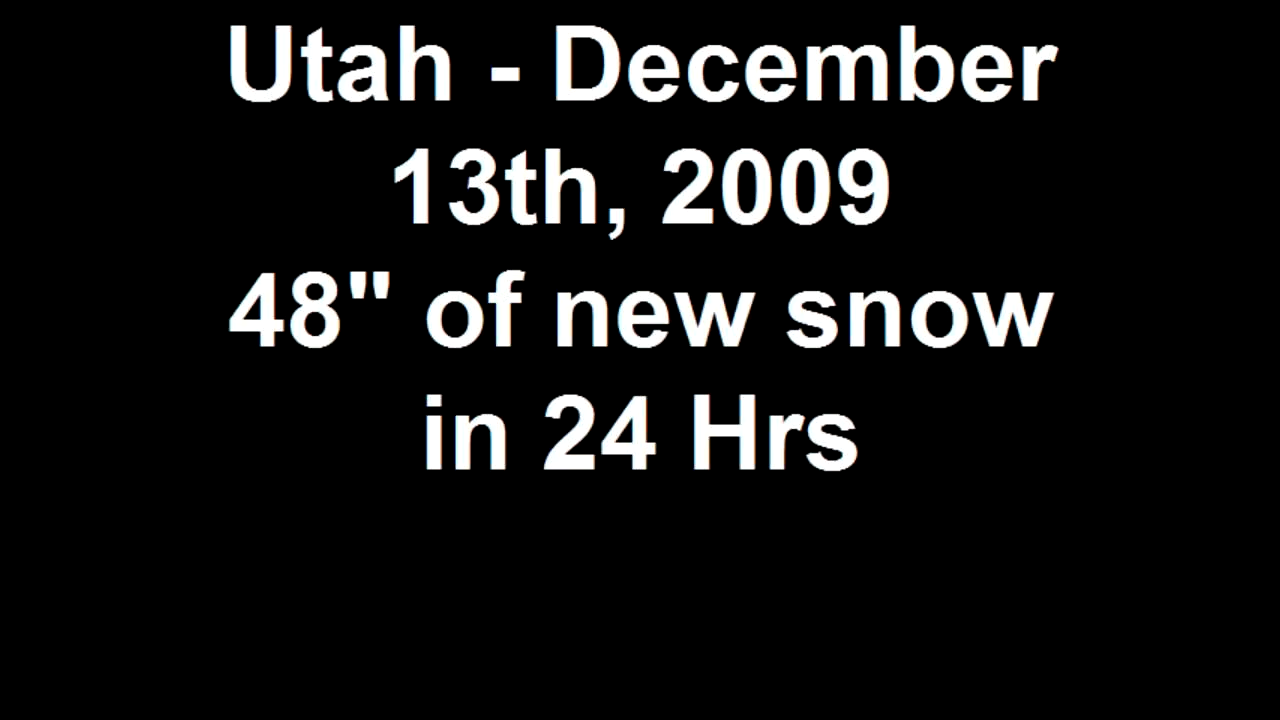 Utah - December
13th, 2009
48" of new snow
in 24 Hrs